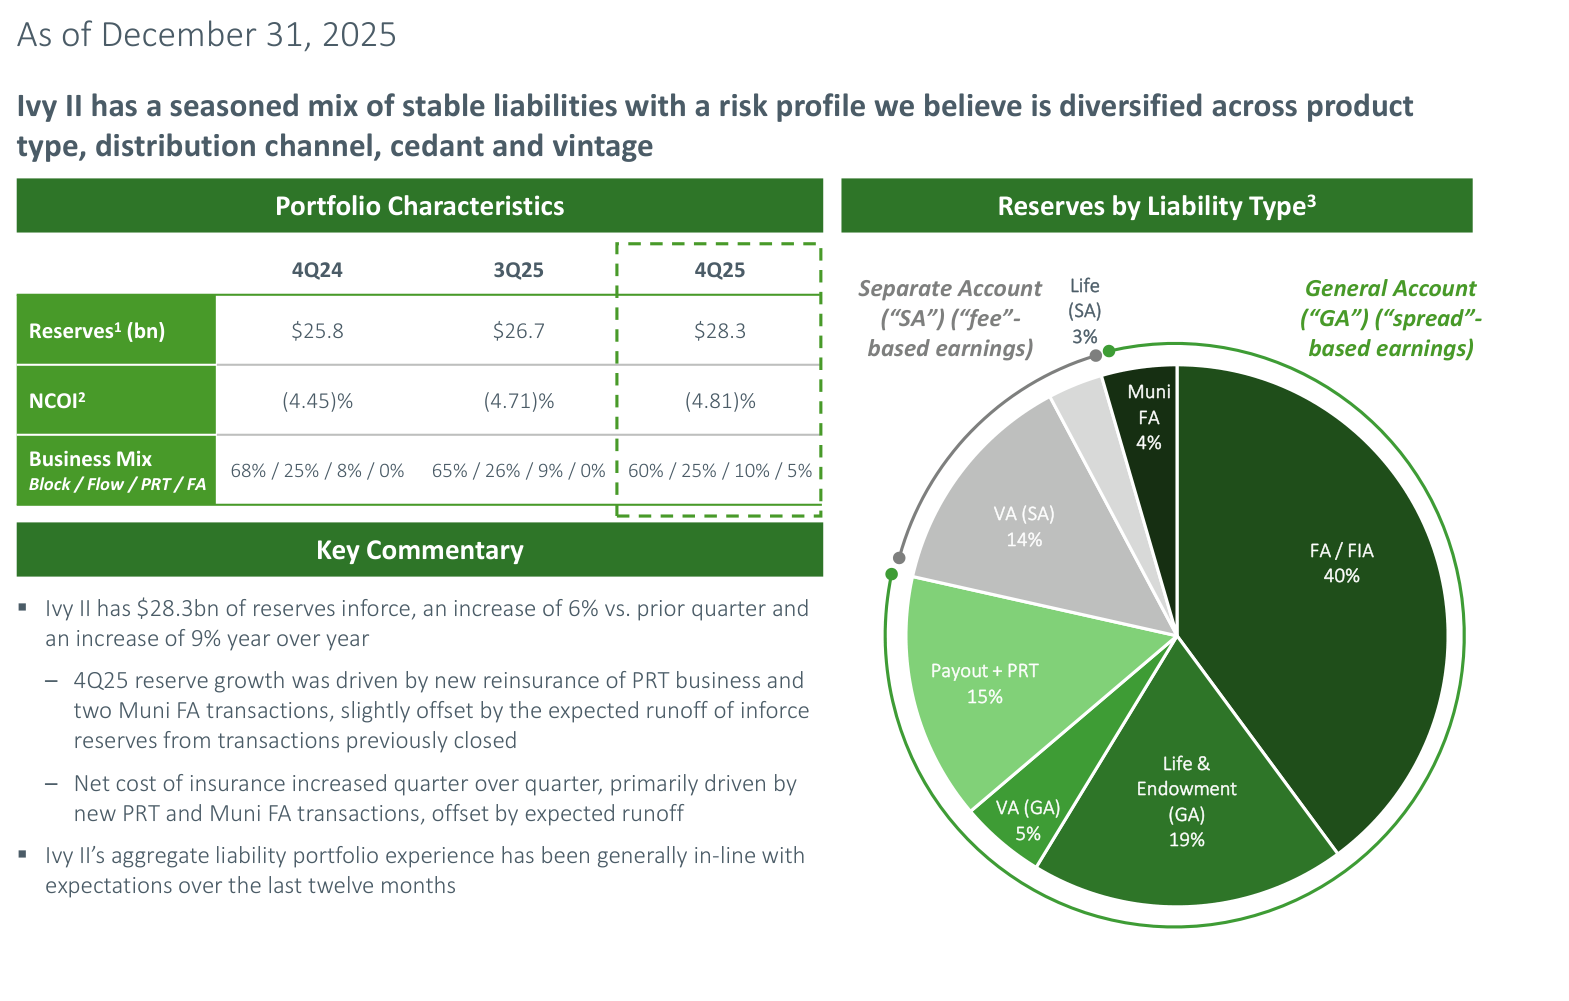 As of December 31, 2025
Ivy II has a seasoned mix of stable liabilities with a risk profile we believe is diversified across product
type, distribution channel, cedant and vintage
Portfolio Characteristics
4Q24 3Q25 4Q25
Reserves¹ (bn) $25.8 $26.7 $28.3
NCOI² (4.45)% (4.71)% (4.81)%
Business Mix
Block / Flow / PRT / FA
68% / 25% / 8% / 0% 65% / 26% / 9% / 0% 60% / 25% / 10% / 5%
Key Commentary
▪ Ivy II has $28.3bn of reserves inforce, an increase of 6% vs. prior quarter and
an increase of 9% year over year
– 4Q25 reserve growth was driven by new reinsurance of PRT business and
two Muni FA transactions, slightly offset by the expected runoff of inforce
reserves from transactions previously closed
– Net cost of insurance increased quarter over quarter, primarily driven by
new PRT and Muni FA transactions, offset by expected runoff
▪ Ivy II’s aggregate liability portfolio experience has been generally in-line with
expectations over the last twelve months
Reserves by Liability Type³
Separate Account
(“SA”) (“fee”-
based earnings)
Life
(SA)
3%
General Account
(“GA”) (“spread”-
based earnings)
Muni
FA
4%
VA (SA)
14%
FA / FIA
40%
Payout + PRT
15%
VA (GA)
5%
Life &
Endowment
(GA)
19%